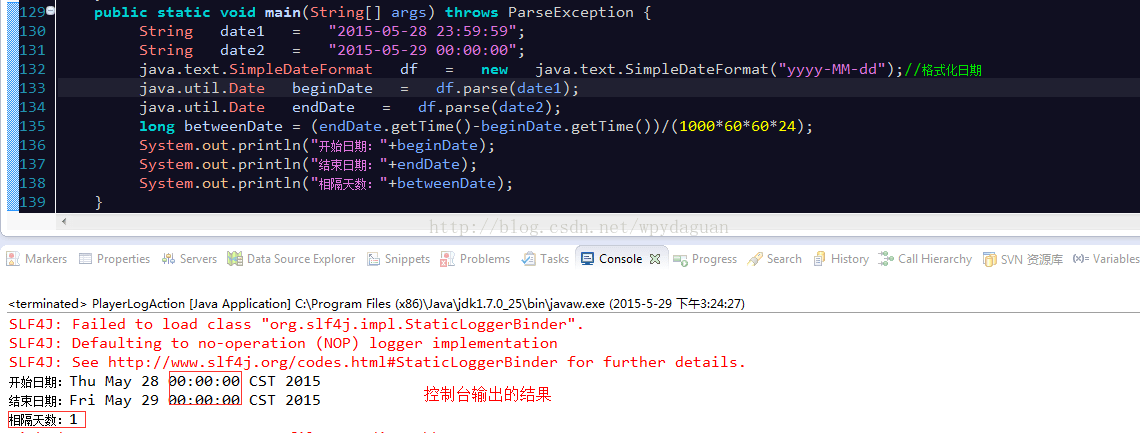 129 public static void main(String[] args) throws ParseException {
130 String date1 = "2015-05-28 23:59:59";
131 String date2 = "2015-05-29 00:00:00";
132 java.text.SimpleDateFormat df = new java.text.SimpleDateFormat("yyyy-MM-dd");//格式化日期
133 java.util.Date beginDate = df.parse(date1);
134 java.util.Date endDate = df.parse(date2);
135 long betweenDate = (endDate.getTime()-beginDate.getTime())/(1000*60*60*24);
136 System.out.println("开始日期："+beginDate);
137 System.out.println("结束日期："+endDate);
138 System.out.println("相隔天数："+betweenDate);
139 }
http://blog.csdn.net/wpydaguan
Markers Properties Servers Data Source Explorer Snippets Problems Tasks Console Progress Search History Call Hierarchy SVN 资源库 Variables
<terminated> PlayerLogAction [Java Application] C:\Program Files (x86)\Java\jdk1.7.0_25\bin\javaw.exe (2015-5-29 下午3:24:27)
SLF4J: Failed to load class "org.slf4j.impl.StaticLoggerBinder".
SLF4J: Defaulting to no-operation (NOP) logger implementation
SLF4J: See http://www.slf4j.org/codes.html#StaticLoggerBinder for further details.
开始日期：Thu May 28 00:00:00 CST 2015
结束日期：Fri May 29 00:00:00 CST 2015
控制台输出的结果
相隔天数：1